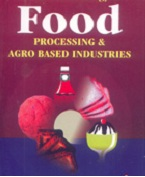 Food
PROCESSING &
AGRO BASED INDUSTRIES